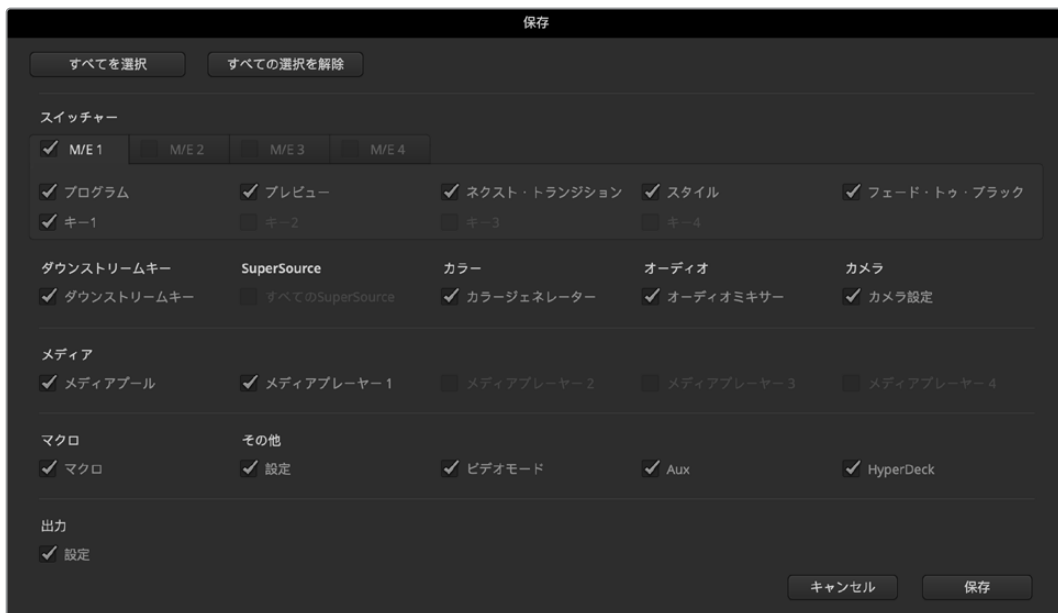 保存
すべてを選択 すべての選択を解除
スイッチャー
M/E 1 M/E 2 M/E 3 M/E 4
プログラム プレビュー ネクスト・トランジション スタイル フェード・トゥ・ブラック
キー1 キー2 キー3 キー4
ダウンストリームキー SuperSource カラー オーディオ カメラ
ダウンストリームキー すべてのSuperSource カラージェネレーター オーディオミキサー カメラ設定
メディア
メディアプール メディアプレーヤー 1 メディアプレーヤー 2 メディアプレーヤー 3 メディアプレーヤー 4
マクロ その他
マクロ 設定 ビデオモード Aux HyperDeck
出力
設定
キャンセル 保存